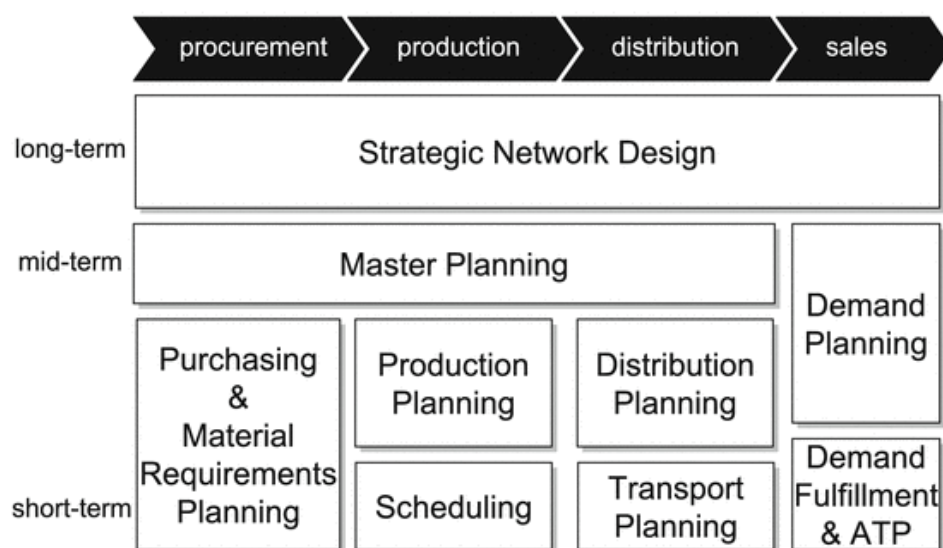 procurement
production
distribution
sales
long-term
Strategic Network Design
mid-term
Master Planning
Demand
Planning
Purchasing
&
Material
Requirements
Planning
Production
Planning
Distribution
Planning
short-term
Scheduling
Transport
Planning
Demand
Fulfillment
& ATP